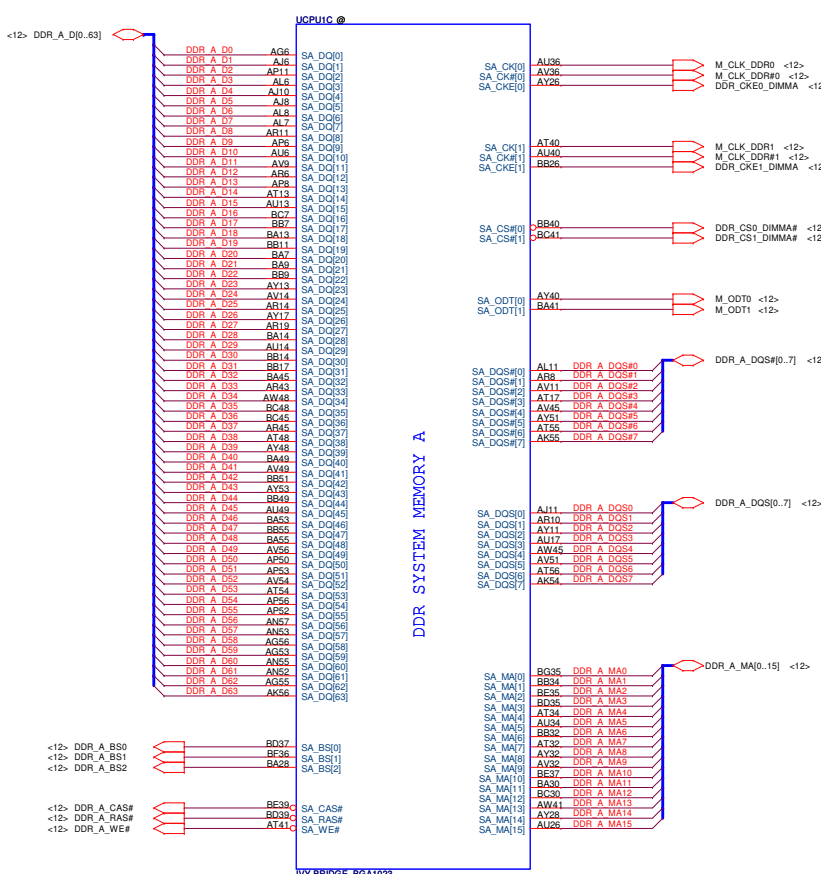 UCPU1C @
<12> DDR_A_D[0..63]
DDR_A_D0 AG6 SA_DQ[0]
DDR_A_D1 AJ6 SA_DQ[1]
DDR_A_D2 AP11 SA_DQ[2]
DDR_A_D3 AL6 SA_DQ[3]
DDR_A_D4 AJ10 SA_DQ[4]
DDR_A_D5 AJ8 SA_DQ[5]
DDR_A_D6 AL8 SA_DQ[6]
DDR_A_D7 AL7 SA_DQ[7]
DDR_A_D8 AR11 SA_DQ[8]
DDR_A_D9 AP6 SA_DQ[9]
DDR_A_D10 AU6 SA_DQ[10]
DDR_A_D11 AV9 SA_DQ[11]
DDR_A_D12 AR6 SA_DQ[12]
DDR_A_D13 AP8 SA_DQ[13]
DDR_A_D14 AT13 SA_DQ[14]
DDR_A_D15 AU13 SA_DQ[15]
DDR_A_D16 BC7 SA_DQ[16]
DDR_A_D17 BB7 SA_DQ[17]
DDR_A_D18 BA13 SA_DQ[18]
DDR_A_D19 BB11 SA_DQ[19]
DDR_A_D20 BA7 SA_DQ[20]
DDR_A_D21 BA9 SA_DQ[21]
DDR_A_D22 BB9 SA_DQ[22]
DDR_A_D23 AY13 SA_DQ[23]
DDR_A_D24 AV14 SA_DQ[24]
DDR_A_D25 AR14 SA_DQ[25]
DDR_A_D26 AY17 SA_DQ[26]
DDR_A_D27 AR19 SA_DQ[27]
DDR_A_D28 BA14 SA_DQ[28]
DDR_A_D29 AU14 SA_DQ[29]
DDR_A_D30 BB14 SA_DQ[30]
DDR_A_D31 BB17 SA_DQ[31]
DDR_A_D32 BA45 SA_DQ[32]
DDR_A_D33 AR43 SA_DQ[33]
DDR_A_D34 AW48 SA_DQ[34]
DDR_A_D35 BC48 SA_DQ[35]
DDR_A_D36 BC45 SA_DQ[36]
DDR_A_D37 AR45 SA_DQ[37]
DDR_A_D38 AT48 SA_DQ[38]
DDR_A_D39 AY48 SA_DQ[39]
DDR_A_D40 BA49 SA_DQ[40]
DDR_A_D41 AV49 SA_DQ[41]
DDR_A_D42 BB51 SA_DQ[42]
DDR_A_D43 AY53 SA_DQ[43]
DDR_A_D44 BB49 SA_DQ[44]
DDR_A_D45 AU49 SA_DQ[45]
DDR_A_D46 BA53 SA_DQ[46]
DDR_A_D47 BB55 SA_DQ[47]
DDR_A_D48 BA55 SA_DQ[48]
DDR_A_D49 AV56 SA_DQ[49]
DDR_A_D50 AP50 SA_DQ[50]
DDR_A_D51 AP53 SA_DQ[51]
DDR_A_D52 AV54 SA_DQ[52]
DDR_A_D53 AT54 SA_DQ[53]
DDR_A_D54 AP56 SA_DQ[54]
DDR_A_D55 AP52 SA_DQ[55]
DDR_A_D56 AN57 SA_DQ[56]
DDR_A_D57 AN53 SA_DQ[57]
DDR_A_D58 AG56 SA_DQ[58]
DDR_A_D59 AG53 SA_DQ[59]
DDR_A_D60 AN55 SA_DQ[60]
DDR_A_D61 AN52 SA_DQ[61]
DDR_A_D62 AG55 SA_DQ[62]
DDR_A_D63 AK56 SA_DQ[63]
<12> DDR_A_BS0 BD37 SA_BS[0]
<12> DDR_A_BS1 BF36 SA_BS[1]
<12> DDR_A_BS2 BA28 SA_BS[2]
<12> DDR_A_CAS# BE39 SA_CAS#
<12> DDR_A_RAS# BD39 SA_RAS#
<12> DDR_A_WE# AT41 SA_WE#
DDR SYSTEM MEMORY A
SA_CK[0] AU36 M_CLK_DDR0 <12>
SA_CK#[0] AV36 M_CLK_DDR#0 <12>
SA_CKE[0] AY26 DDR_CKE0_DIMMA <12
SA_CK[1] AT40 M_CLK_DDR1 <12>
SA_CK#[1] AU40 M_CLK_DDR#1 <12>
SA_CKE[1] BB26 DDR_CKE1_DIMMA <12
SA_CS#[0] BB40 DDR_CS0_DIMMA# <12
SA_CS#[1] BC41 DDR_CS1_DIMMA# <12
SA_ODT[0] AY40 M_ODT0 <12>
SA_ODT[1] BA41 M_ODT1 <12>
DDR_A_DQS#[0..7] <12
SA_DQS#[0] AL11 DDR_A_DQS#0
SA_DQS#[1] AR8 DDR_A_DQS#1
SA_DQS#[2] AV11 DDR_A_DQS#2
SA_DQS#[3] AT17 DDR_A_DQS#3
SA_DQS#[4] AV45 DDR_A_DQS#4
SA_DQS#[5] AY51 DDR_A_DQS#5
SA_DQS#[6] AT55 DDR_A_DQS#6
SA_DQS#[7] AK55 DDR_A_DQS#7
DDR_A_DQS[0..7] <12>
SA_DQS[0] AJ11 DDR_A_DQS0
SA_DQS[1] AR10 DDR_A_DQS1
SA_DQS[2] AY11 DDR_A_DQS2
SA_DQS[3] AU17 DDR_A_DQS3
SA_DQS[4] AW45 DDR_A_DQS4
SA_DQS[5] AV51 DDR_A_DQS5
SA_DQS[6] AT56 DDR_A_DQS6
SA_DQS[7] AK54 DDR_A_DQS7
DDR_A_MA[0..15] <12>
SA_MA[0] BG35 DDR_A_MA0
SA_MA[1] BB34 DDR_A_MA1
SA_MA[2] BE35 DDR_A_MA2
SA_MA[3] BD35 DDR_A_MA3
SA_MA[4] AT34 DDR_A_MA4
SA_MA[5] AU34 DDR_A_MA5
SA_MA[6] BB32 DDR_A_MA6
SA_MA[7] AT32 DDR_A_MA7
SA_MA[8] AY32 DDR_A_MA8
SA_MA[9] AV32 DDR_A_MA9
SA_MA[10] BE37 DDR_A_MA10
SA_MA[11] BA30 DDR_A_MA11
SA_MA[12] BC30 DDR_A_MA12
SA_MA[13] AW41 DDR_A_MA13
SA_MA[14] AY28 DDR_A_MA14
SA_MA[15] AU26 DDR_A_MA15
IVY-BRIDGE_BGA1023